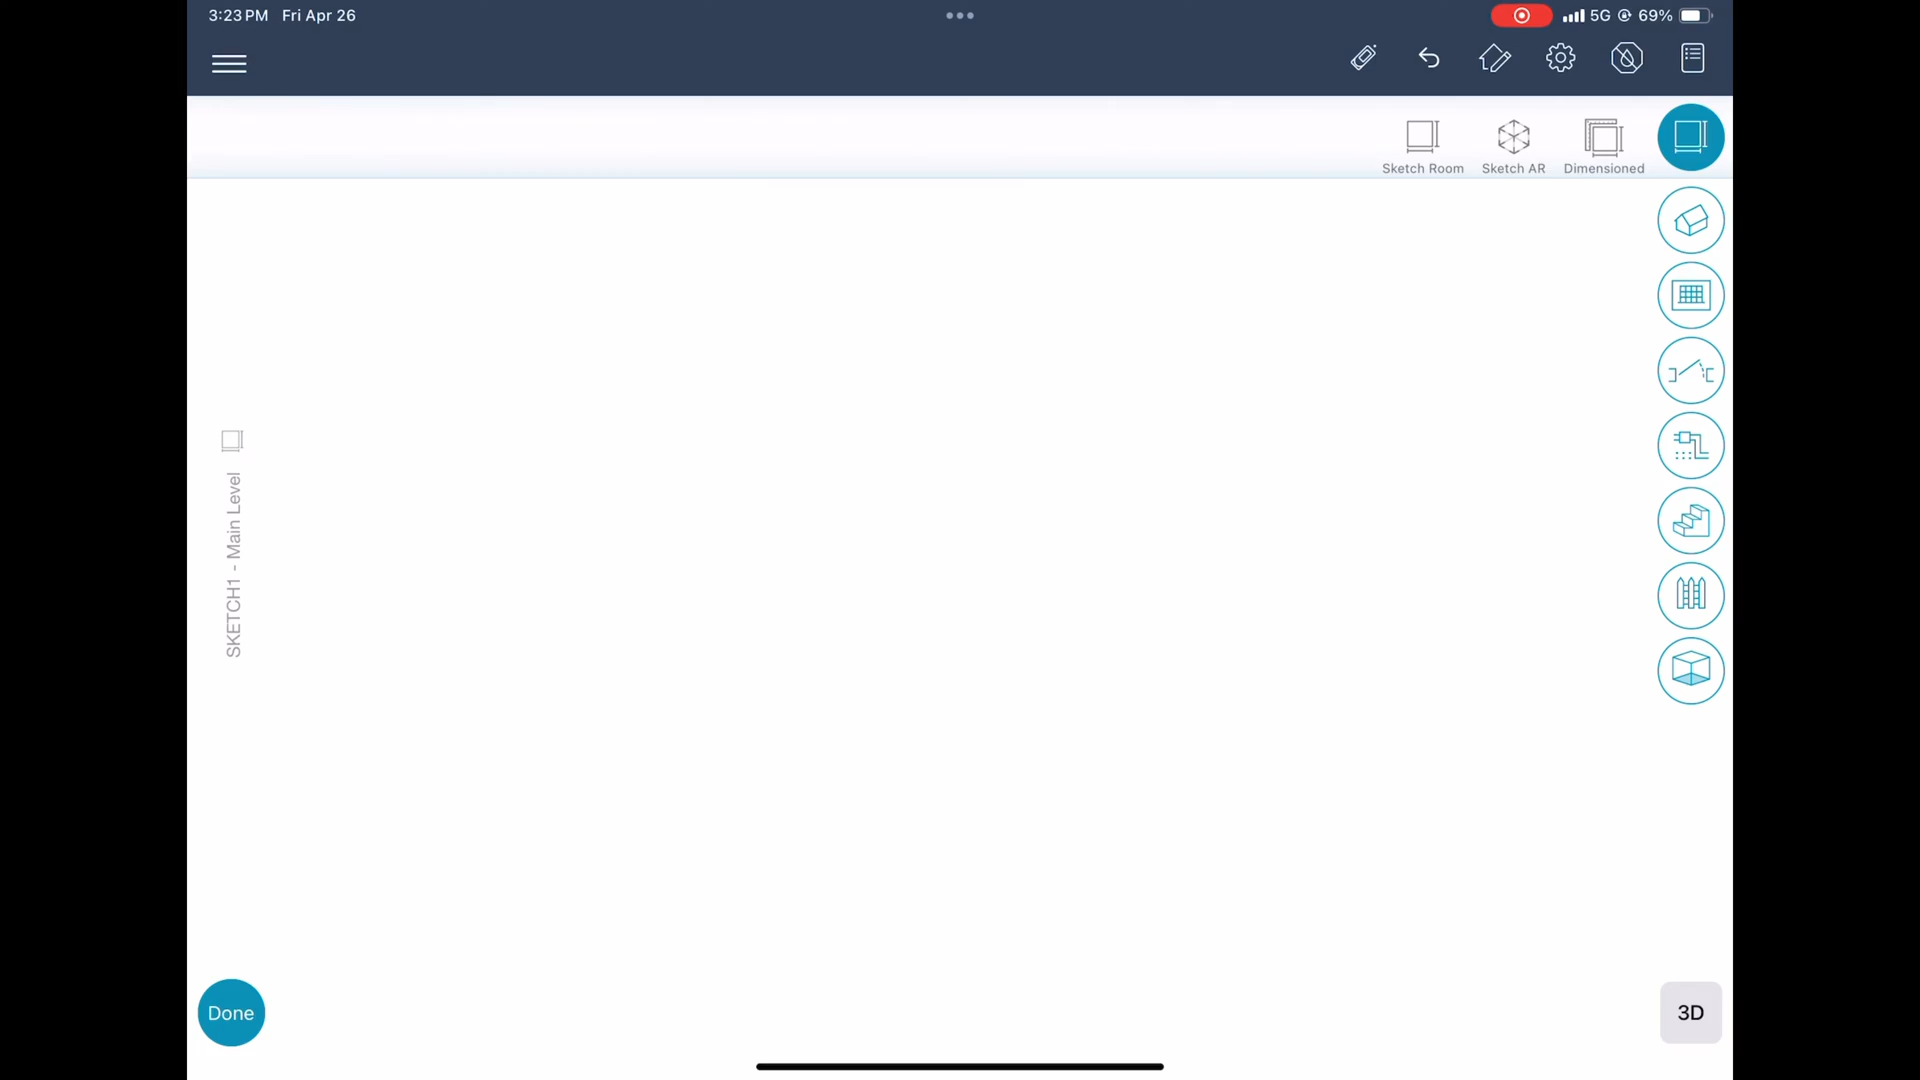 3:23 PM Fri Apr 26
5G 69%
Sketch Room
Sketch AR
Dimensioned
SKETCH1 - Main Level
Done
3D